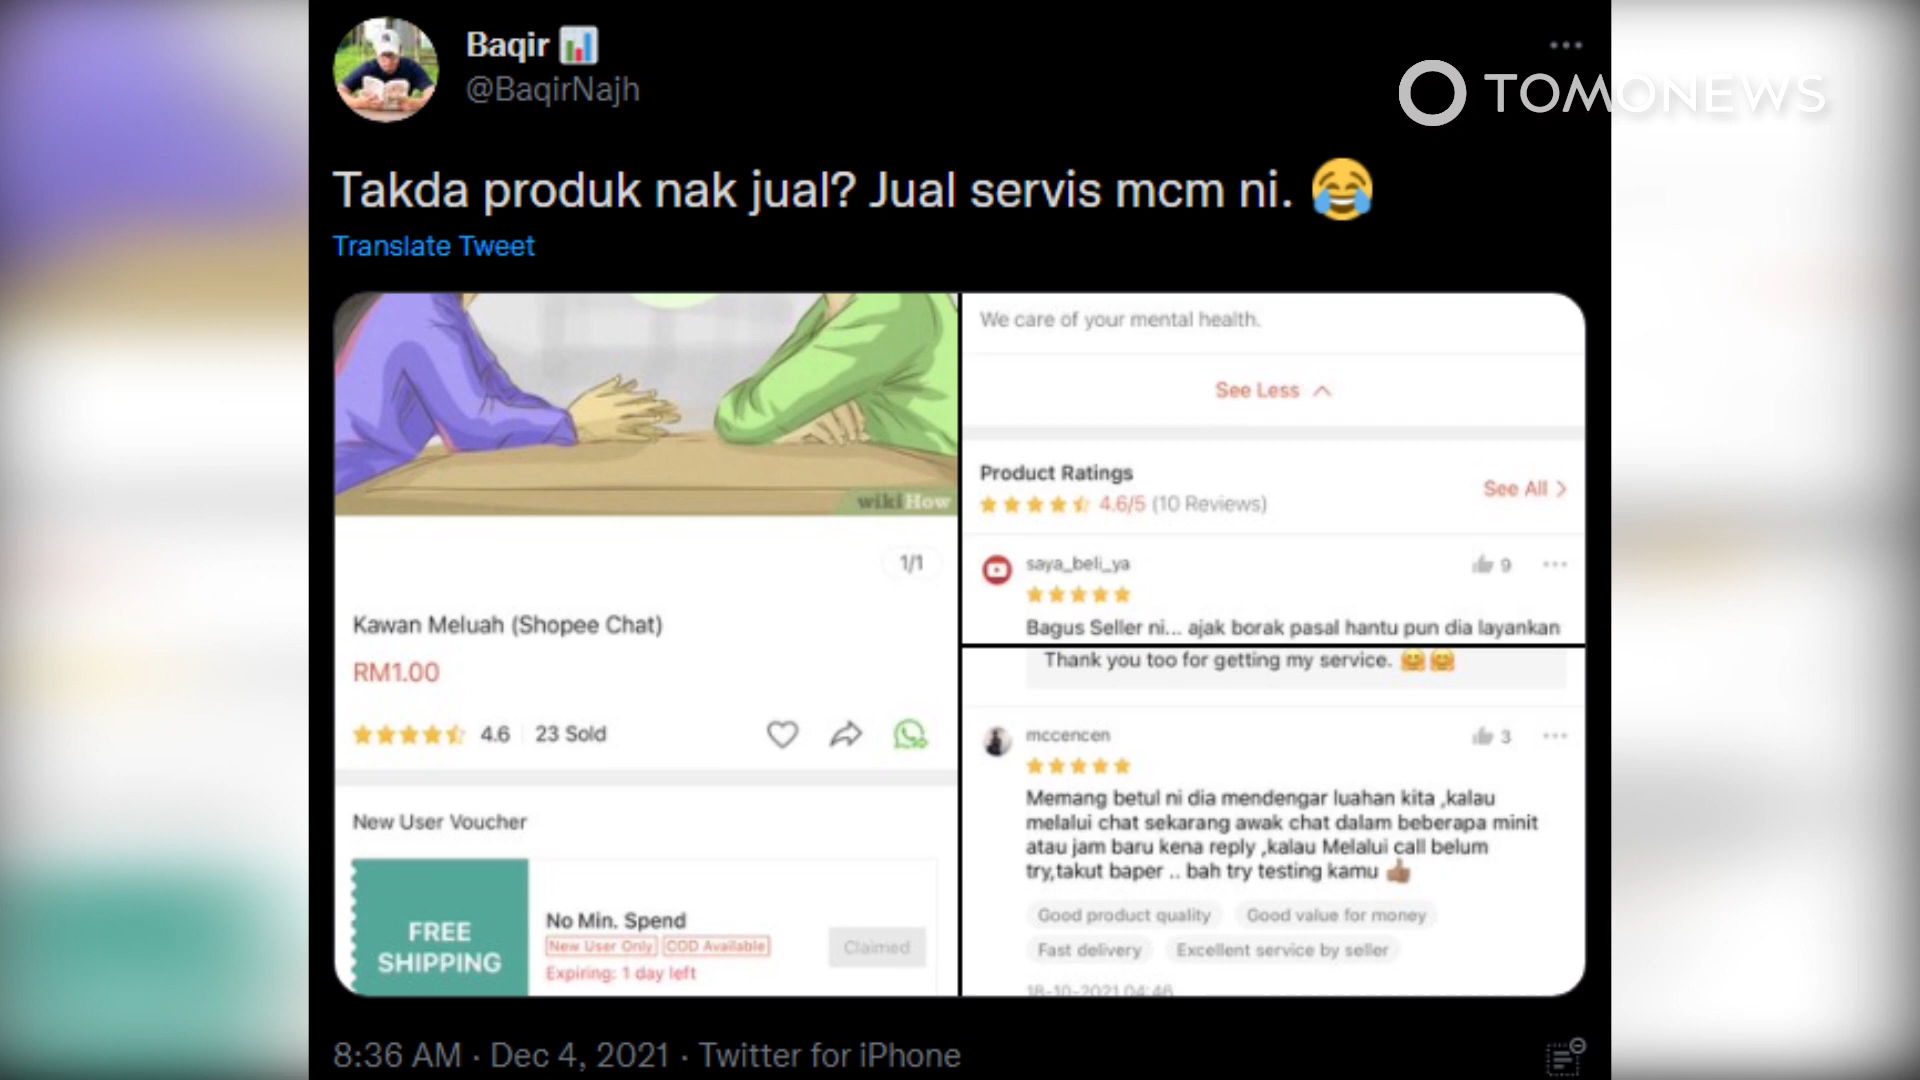 Baqir
@BaqirNajh
TOMONEWS
Takda produk nak jual? Jual servis mcm ni. 😂
Translate Tweet
wikiHow
1/1
Kawan Meluah (Shopee Chat)
RM1.00
4.6 23 Sold
New User Voucher
FREE
SHIPPING
No Min. Spend
New User Only COD Available
Expiring: 1 day left
Claimed
We care of your mental health.
See Less
Product Ratings
4.6/5 (10 Reviews)
See All
saya_beli_ya
9
Bagus Seller ni... ajak borak pasal hantu pun dia layankan
Thank you too for getting my service. 🤗🤗
mccencen
3
Memang betul ni dia mendengar luahan kita ,kalau
melalui chat sekarang awak chat dalam beberapa minit
atau jam baru kena reply ,kalau Melalui call belum
try,takut baper .. bah try testing kamu 👍🏽
Good product quality Good value for money
Fast delivery Excellent service by seller
18-10-2021 04:46
8:36 AM · Dec 4, 2021 · Twitter for iPhone